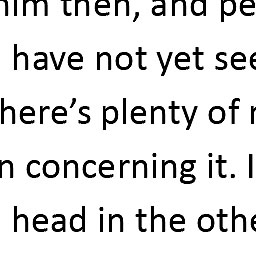 him then, and pe
have not yet see
here's plenty of
n concerning it. I
head in the othe